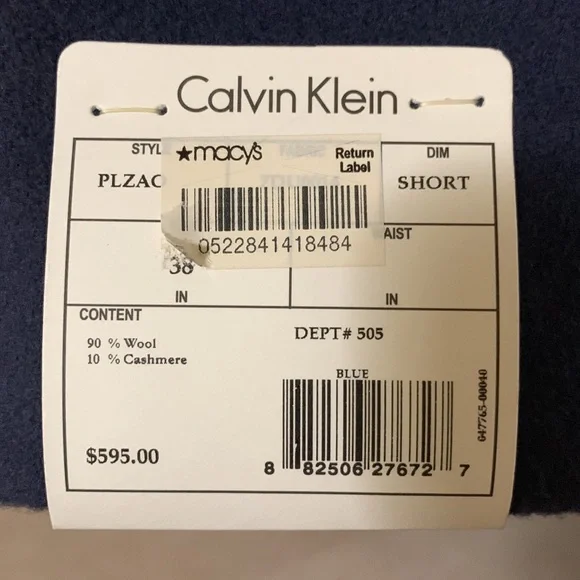 Calvin Klein
STYL
★macy's
Return
Label
DIM
PLZAC
SHORT
0522841418484
AIST
38
IN
IN
CONTENT
90 % Wool
10 % Cashmere
DEPT# 505
BLUE
$595.00
8 82506 27672 7
047765-00040